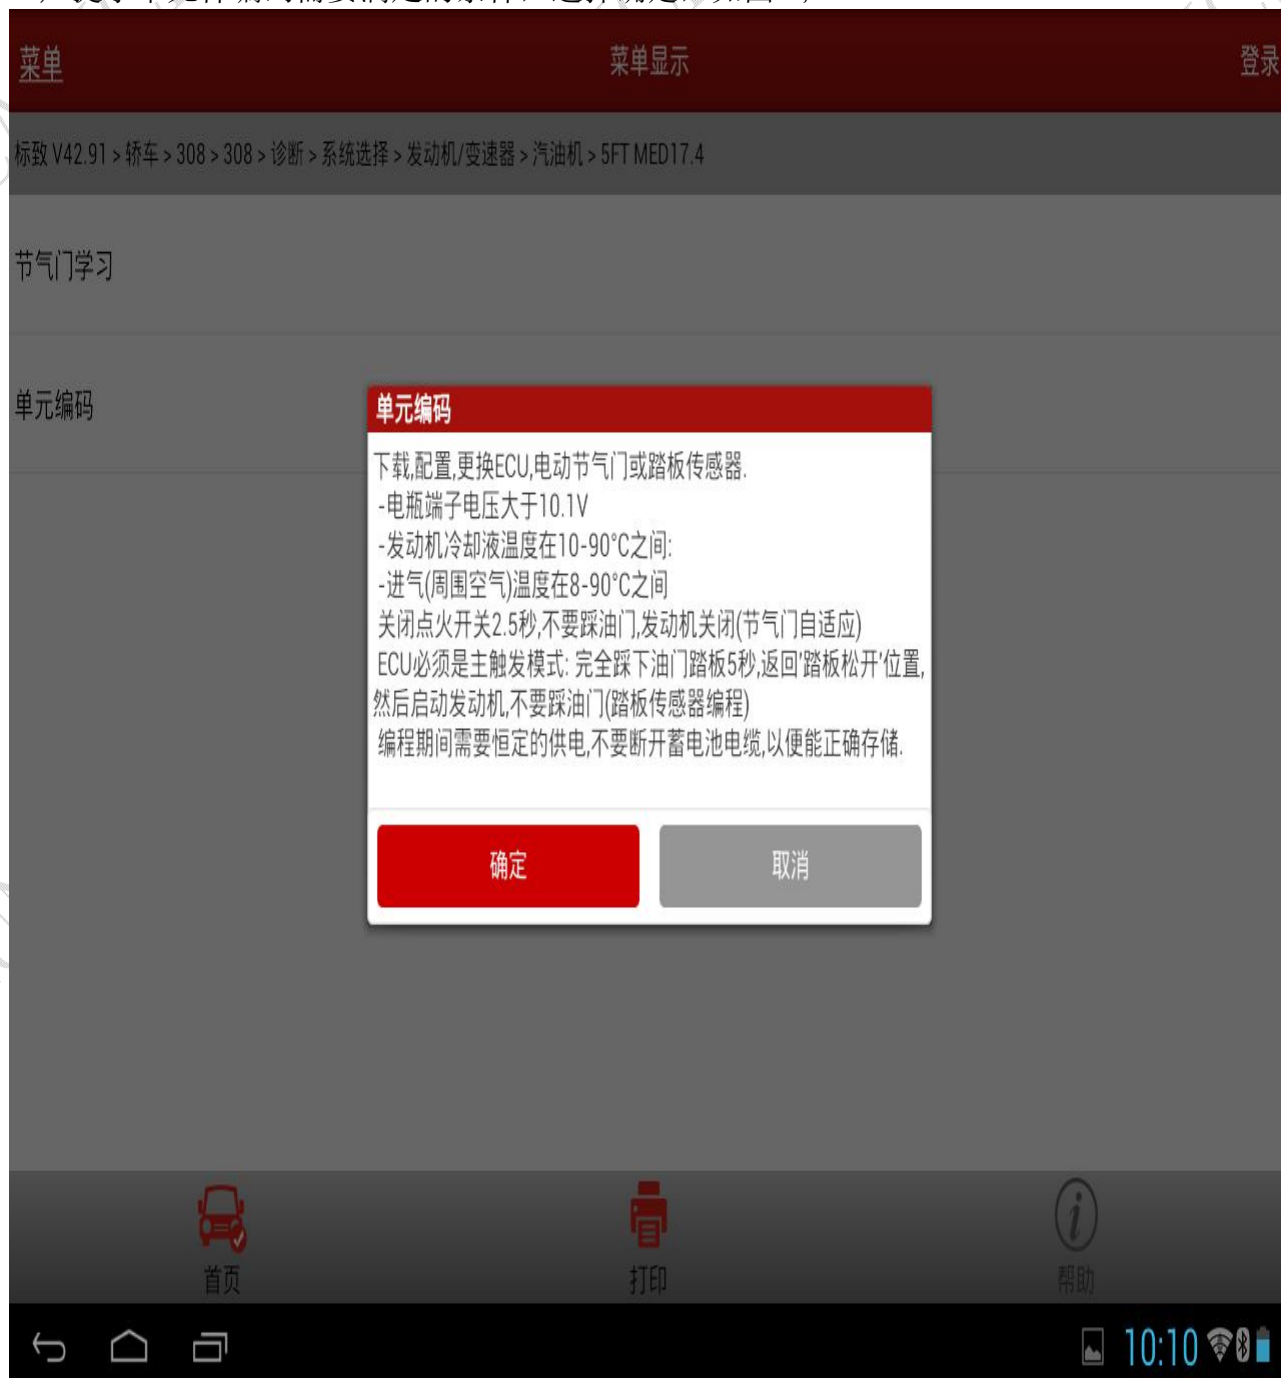 菜单 菜单显示 登录
标致 V42.91 > 轿车 > 308 > 308 > 诊断 > 系统选择 > 发动机/变速器 > 汽油机 > 5FT MED17.4
节气门学习
单元编码
单元编码
下载,配置,更换ECU,电动节气门或踏板传感器.
-电瓶端子电压大于10.1V
-发动机冷却液温度在10-90°C之间:
-进气(周围空气)温度在8-90°C之间
关闭点火开关2.5秒,不要踩油门,发动机关闭(节气门自适应)
ECU必须是主触发模式: 完全踩下油门踏板5秒,返回'踏板松开'位置,
然后启动发动机,不要踩油门(踏板传感器编程)
编程期间需要恒定的供电,不要断开蓄电池电缆,以便能正确存储.
确定 取消
首页 打印 帮助
10:10